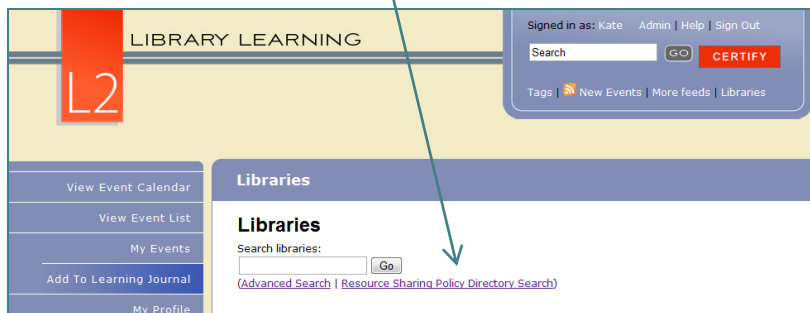 LIBRARY LEARNING
L2
Signed in as: Kate Admin | Help | Sign Out
Search GO CERTIFY
Tags | New Events | More feeds | Libraries
View Event Calendar
View Event List
My Events
Add To Learning Journal
My Profile
Libraries
Libraries
Search libraries:
Go
(Advanced Search | Resource Sharing Policy Directory Search)